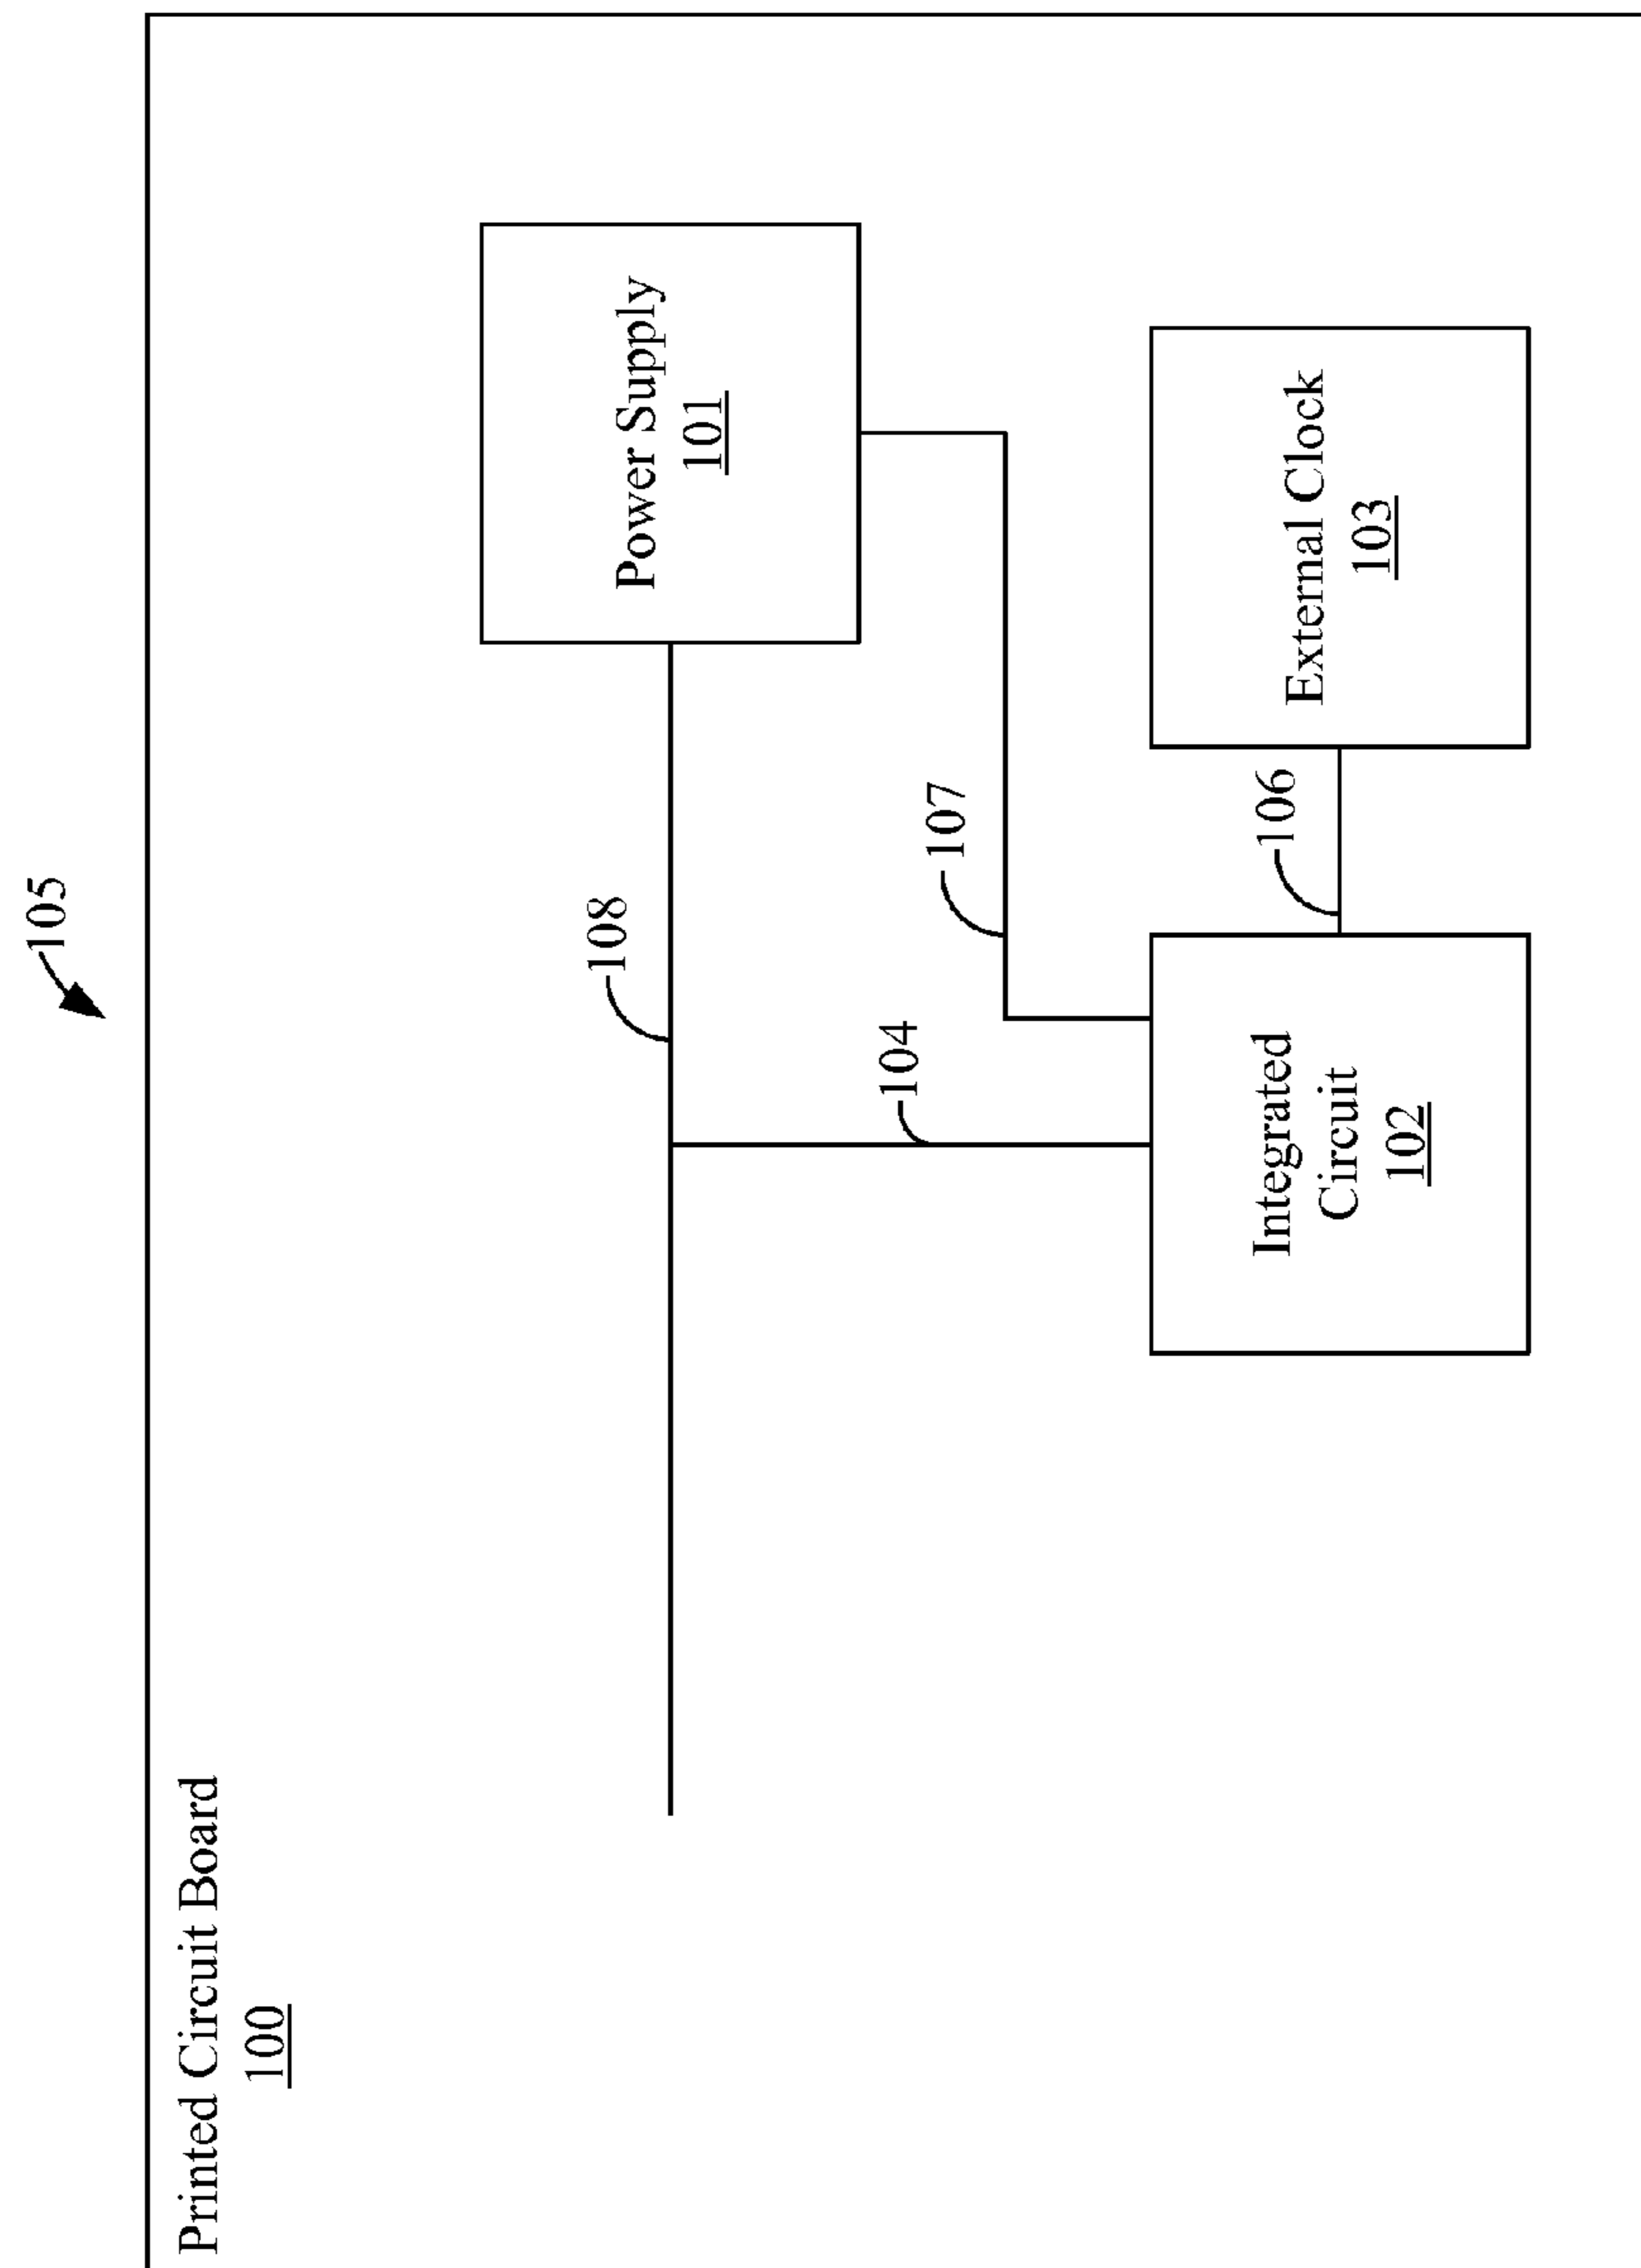 105
Printed Circuit Board
100
108
Power Supply
101
104
107
Integrated
Circuit
102
106
External Clock
103